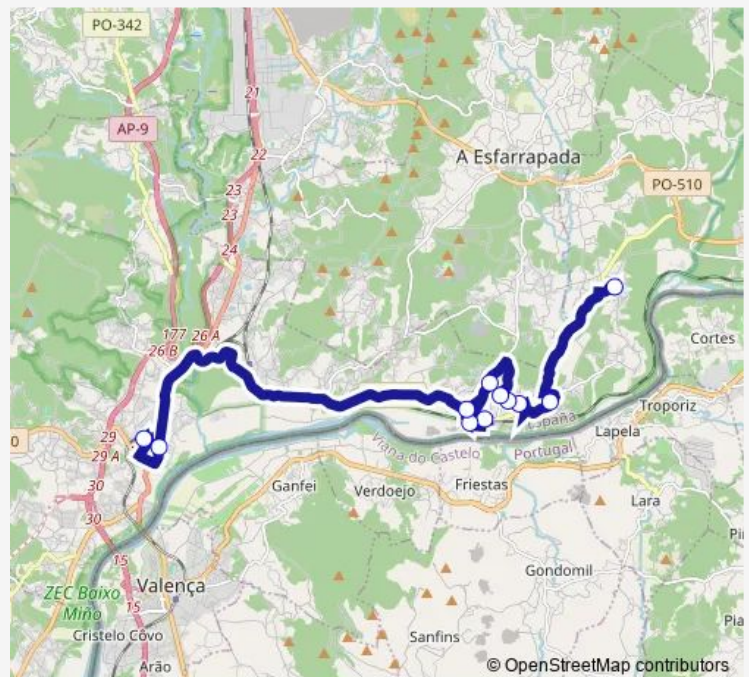 PO-342
21
AP-9
22
A Esfarrapada
23
PO-510
23
24
177
26 A
26 B
Cortes
Troporiz
España
29
Lapela
29 A
Viana do Castelo
Portugal
Ganfei
Verdoejo
Friestas
30
Lara
30
15
Gondomil
Valença
ZEC Baixo
Miño
15
Cristelo Côvo
Sanfins
Arão
© OpenStreetMap contributors